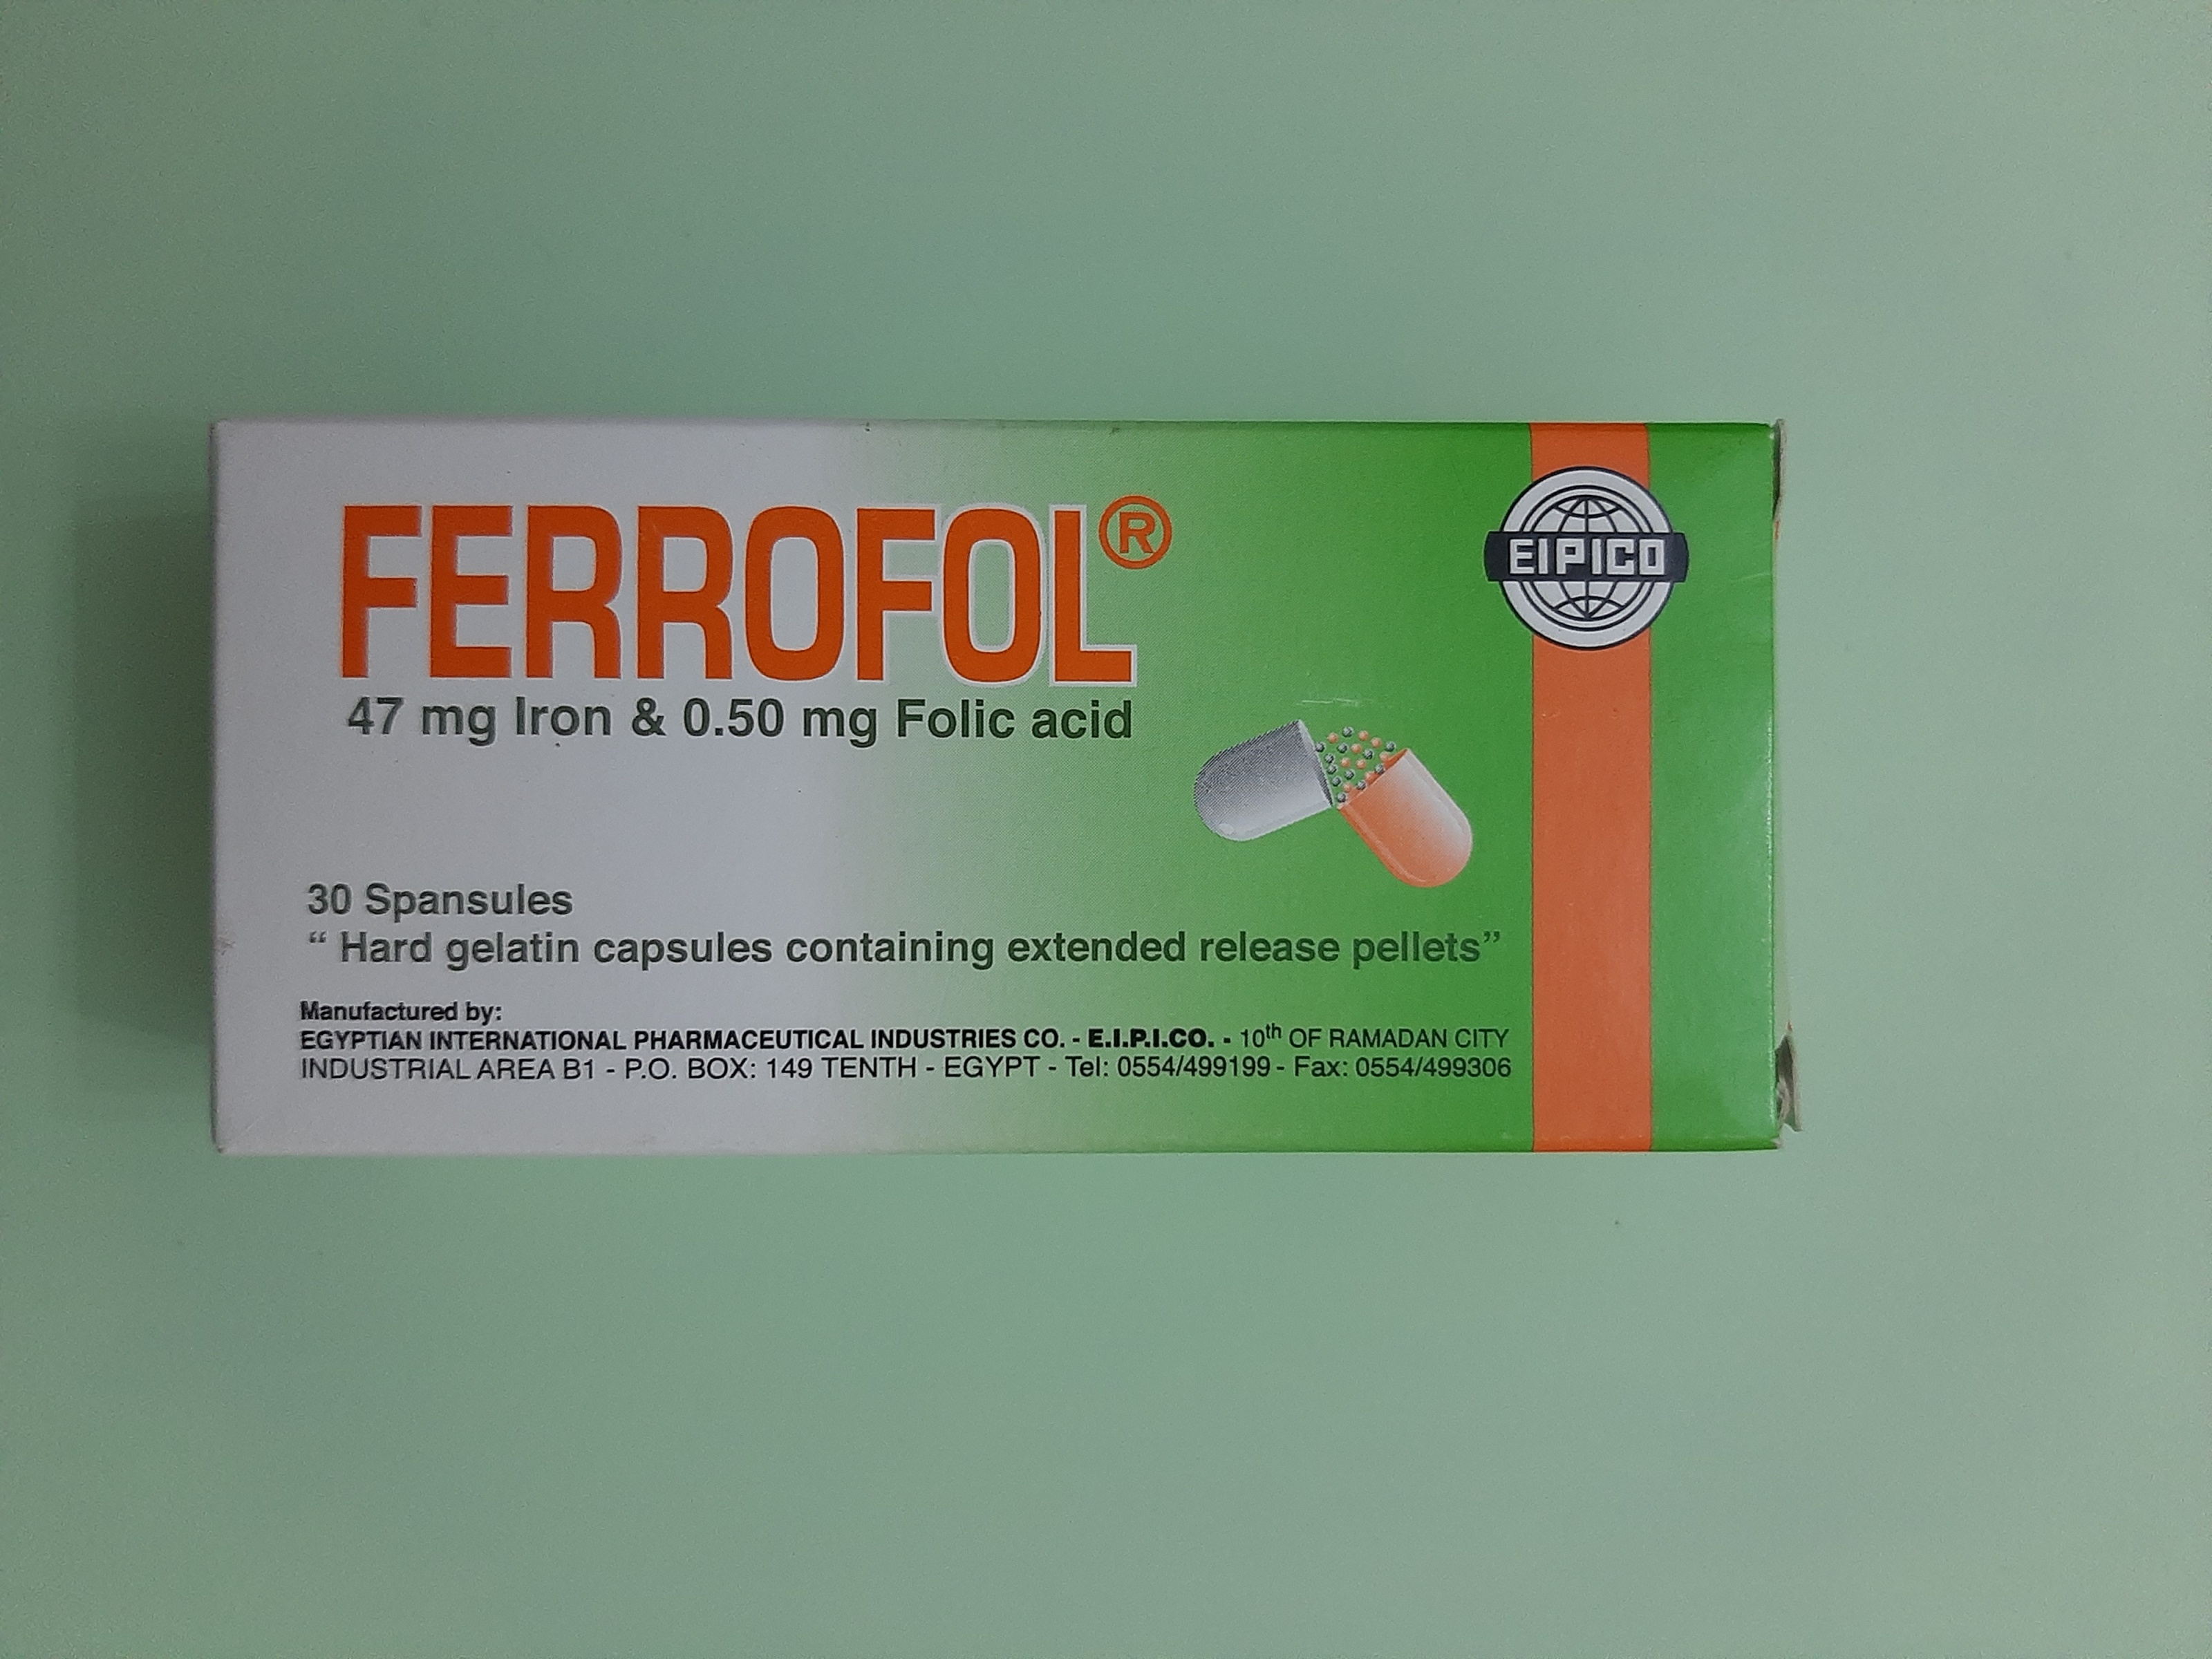 FERROFOL®
47 mg Iron & 0.50 mg Folic acid
EIPICO
30 Spansules
“ Hard gelatin capsules containing extended release pellets”
Manufactured by:
EGYPTIAN INTERNATIONAL PHARMACEUTICAL INDUSTRIES CO. - E.I.P.I.CO. - 10th OF RAMADAN CITY
INDUSTRIAL AREA B1 - P.O. BOX: 149 TENTH - EGYPT - Tel: 0554/499199 - Fax: 0554/499306